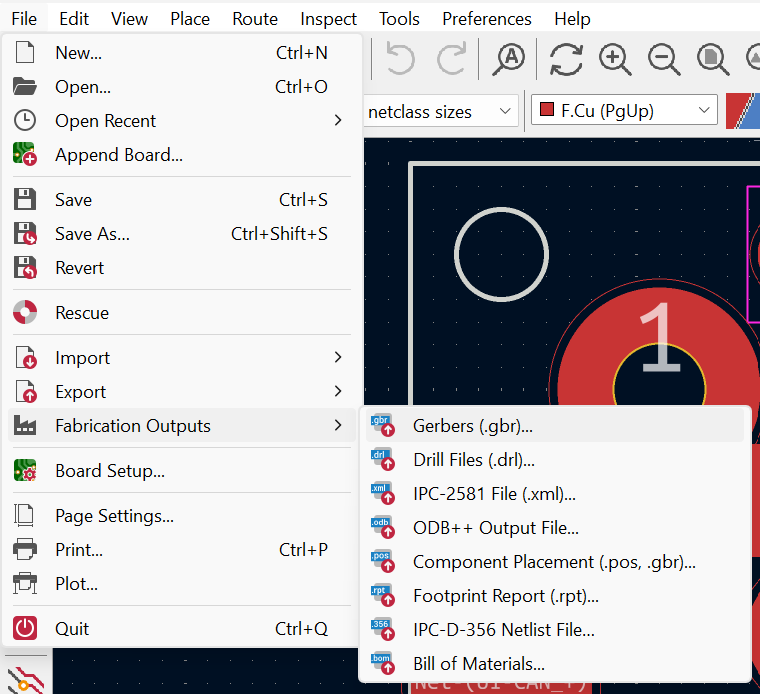 File Edit View Place Route Inspect Tools Preferences Help
New... Ctrl+N
Open... Ctrl+O
Open Recent
Append Board...
netclass sizes
F.Cu (PgUp)
Save Ctrl+S
Save As... Ctrl+Shift+S
Revert
Rescue
Import
Export
Fabrication Outputs
Board Setup...
Page Settings...
Print... Ctrl+P
Plot...
Quit Ctrl+Q
A
1
.gbr Gerbers (.gbr)...
.drl Drill Files (.drl)...
.xml IPC-2581 File (.xml)...
.odb ODB++ Output File...
.pos Component Placement (.pos, .gbr)...
.rpt Footprint Report (.rpt)...
.356 IPC-D-356 Netlist File...
.bom Bill of Materials...